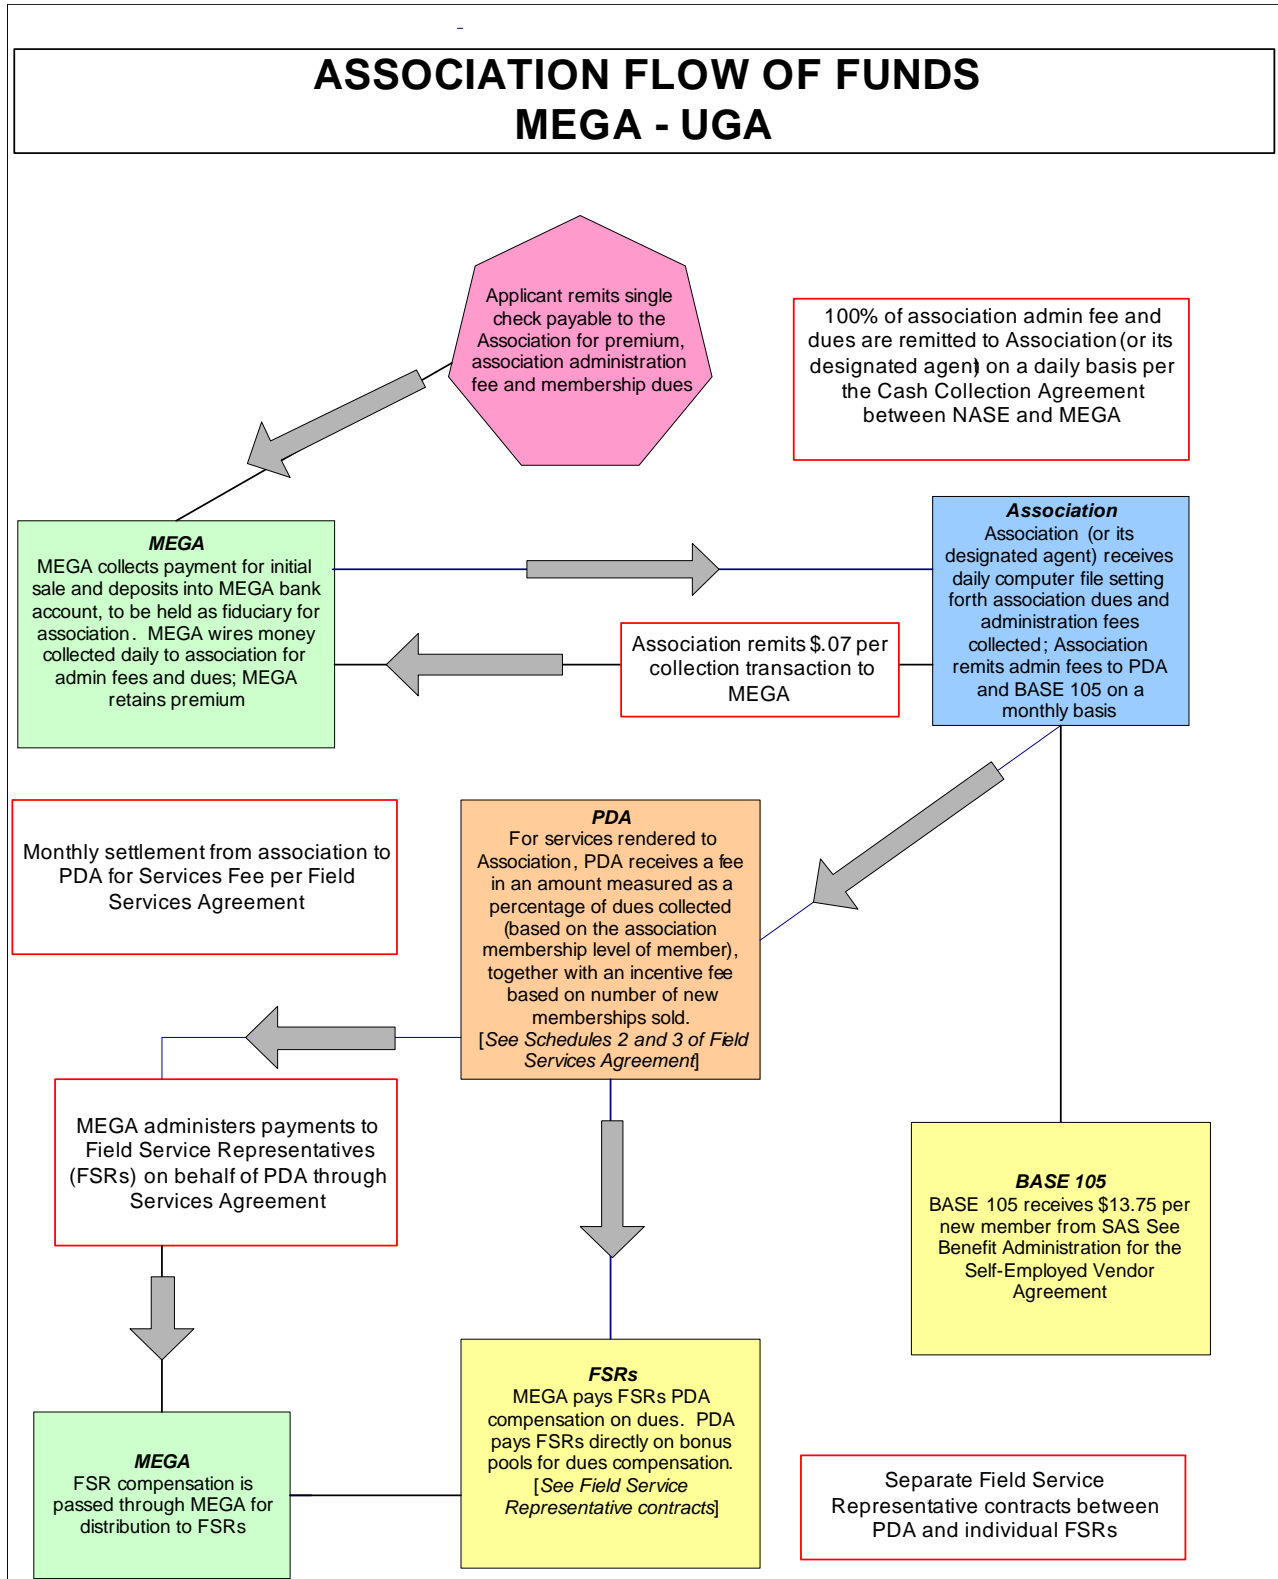 ASSOCIATION FLOW OF FUNDS
MEGA - UGA
Applicant remits single
check payable to the
Association for premium,
association administration
fee and membership dues
100% of association admin fee and
dues are remitted to Association (or its
designated agent) on a daily basis per
the Cash Collection Agreement
between NASE and MEGA
MEGA
MEGA collects payment for initial
sale and deposits into MEGA bank
account, to be held as fiduciary for
association. MEGA wires money
collected daily to association for
admin fees and dues; MEGA
retains premium
Association
Association (or its
designated agent) receives
daily computer file setting
forth association dues and
administration fees
collected; Association
remits admin fees to PDA
and BASE 105 on a
monthly basis
Association remits $.07 per
collection transaction to
MEGA
Monthly settlement from association to
PDA for Services Fee per Field
Services Agreement
PDA
For services rendered to
Association, PDA receives a fee
in an amount measured as a
percentage of dues collected
(based on the association
membership level of member),
together with an incentive fee
based on number of new
memberships sold.
[See Schedules 2 and 3 of Field
Services Agreement]
MEGA administers payments to
Field Service Representatives
(FSRs) on behalf of PDA through
Services Agreement
BASE 105
BASE 105 receives $13.75 per
new member from SAS. See
Benefit Administration for the
Self-Employed Vendor
Agreement
FSRs
MEGA pays FSRs PDA
compensation on dues. PDA
pays FSRs directly on bonus
pools for dues compensation.
[See Field Service
Representative contracts]
MEGA
FSR compensation is
passed through MEGA for
distribution to FSRs
Separate Field Service
Representative contracts between
PDA and individual FSRs